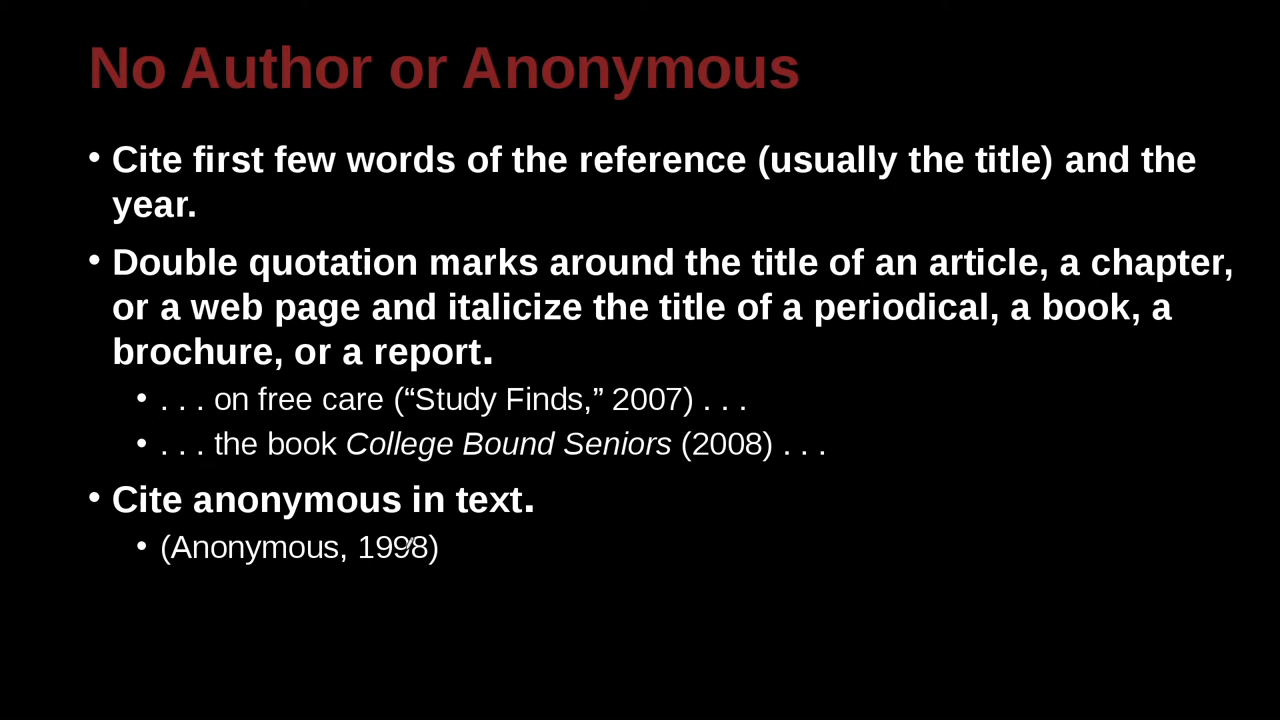 No Author or Anonymous
• Cite first few words of the reference (usually the title) and the
year.
• Double quotation marks around the title of an article, a chapter,
or a web page and italicize the title of a periodical, a book, a
brochure, or a report.
• . . . on free care (“Study Finds,” 2007) . . .
• . . . the book College Bound Seniors (2008) . . .
• Cite anonymous in text.
• (Anonymous, 1998)